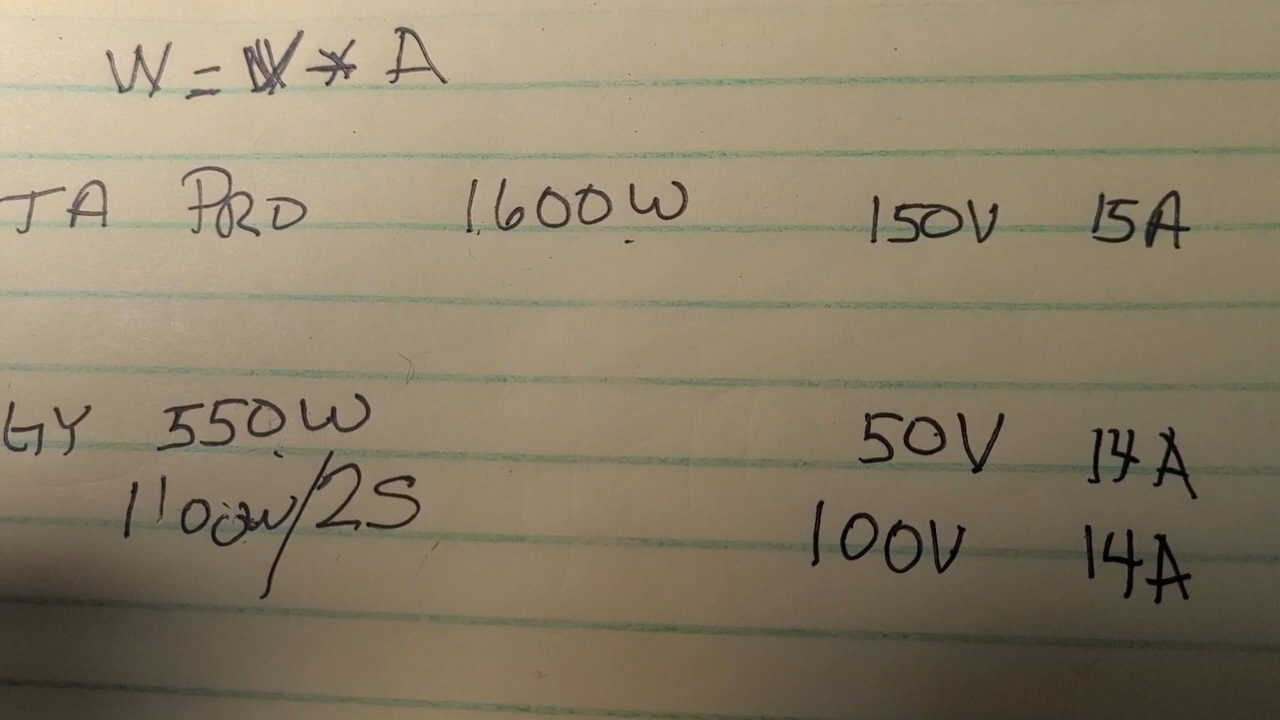 W = V * A
TA PRO 1600W 150V 15A
GY 550W 50V 14A
1100W/2S 100V 14A